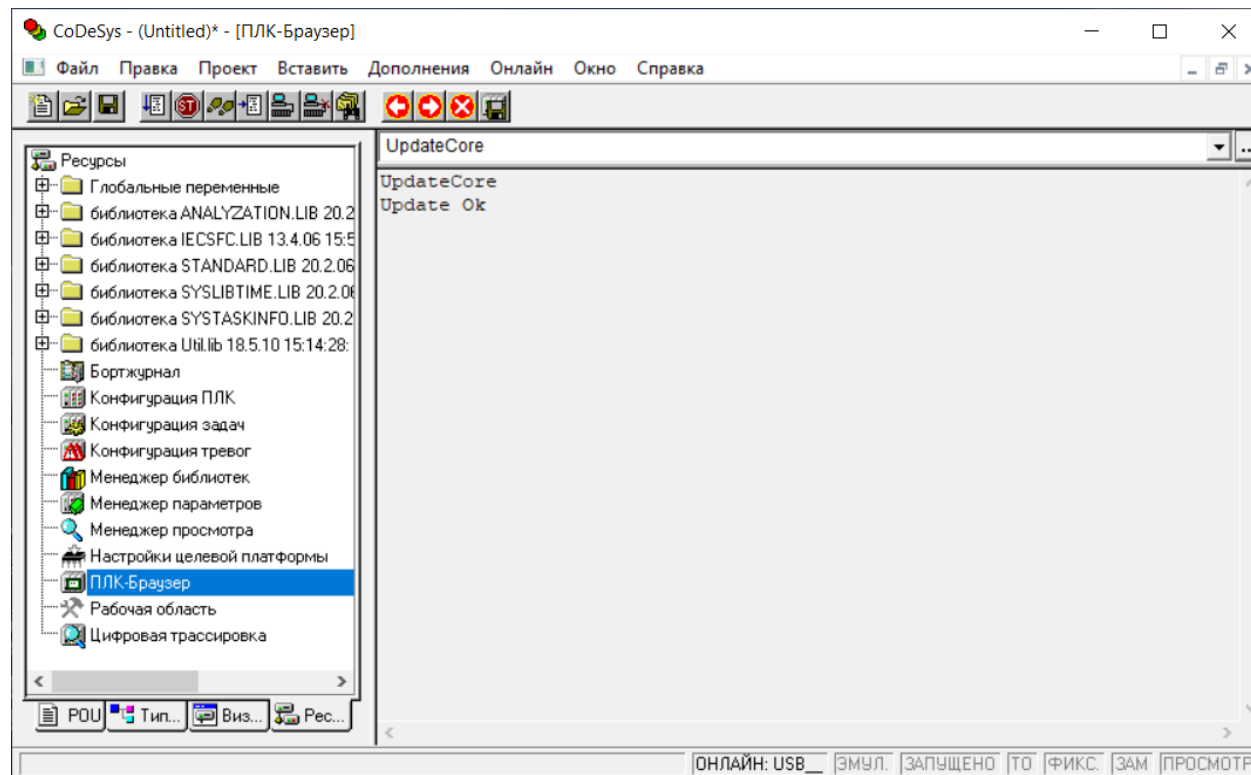 CoDeSys - (Untitled)* - [ПЛК-Браузер]
Файл Правка Проект Вставить Дополнения Онлайн Окно Справка
Ресурсы
Глобальные переменные
библиотека ANALYZATION.LIB 20.2
библиотека IECSFC.LIB 13.4.06 15:5
библиотека STANDARD.LIB 20.2.06
библиотека SYSLIBTIME.LIB 20.2.06
библиотека SYSTASKINFO.LIB 20.2
библиотека Util.lib 18.5.10 15:14:28:
Бортжурнал
Конфигурация ПЛК
Конфигурация задач
Конфигурация тревог
Менеджер библиотек
Менеджер параметров
Менеджер просмотра
Настройки целевой платформы
ПЛК-Браузер
Рабочая область
Цифровая трассировка
POU Тип... Виз... Рес...
UpdateCore
UpdateCore
Update Ok
ОНЛАЙН: USB__ ЭМУЛ. ЗАПУЩЕНО ТО ФИКС. ЗАМ ПРОСМОТР